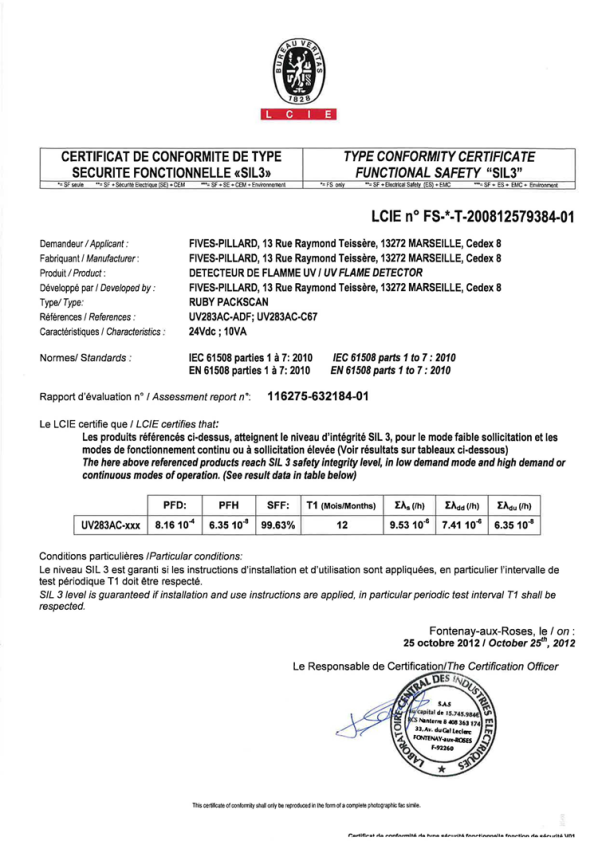 BUREAU VERITAS
1828
L C I E
CERTIFICAT DE CONFORMITE DE TYPE
SECURITE FONCTIONNELLE «SIL3»
TYPE CONFORMITY CERTIFICATE
FUNCTIONAL SAFETY "SIL3"
*= SF seule **= SF + Sécurité Electrique (SE) + CEM ***= SF + SE + CEM + Environnement
*= FS only **= SF + Electrical Safety (ES) + EMC ***= SF + ES + EMC + Environment
LCIE n° FS-*-T-200812579384-01
Demandeur / Applicant : FIVES-PILLARD, 13 Rue Raymond Teissère, 13272 MARSEILLE, Cedex 8
Fabriquant / Manufacturer : FIVES-PILLARD, 13 Rue Raymond Teissère, 13272 MARSEILLE, Cedex 8
Produit / Product : DETECTEUR DE FLAMME UV / UV FLAME DETECTOR
Développé par / Developed by : FIVES-PILLARD, 13 Rue Raymond Teissère, 13272 MARSEILLE, Cedex 8
Type/ Type: RUBY PACKSCAN
Références / References : UV283AC-ADF; UV283AC-C67
Caractéristiques / Characteristics : 24Vdc ; 10VA
Normes/ Standards : IEC 61508 parties 1 à 7: 2010 IEC 61508 parts 1 to 7 : 2010
EN 61508 parties 1 à 7: 2010 EN 61508 parts 1 to 7 : 2010
Rapport d'évaluation n° / Assessment report n°: 116275-632184-01
Le LCIE certifie que / LCIE certifies that:
Les produits référencés ci-dessus, atteignent le niveau d'intégrité SIL 3, pour le mode faible sollicitation et les
modes de fonctionnement continu ou à sollicitation élevée (Voir résultats sur tableaux ci-dessous)
The here above referenced products reach SIL 3 safety integrity level, in low demand mode and high demand or
continuous modes of operation. (See result data in table below)
PFD: PFH SFF: T1 (Mois/Months) Σλs (/h) Σλdd (/h) Σλdu (/h)
UV283AC-xxx 8.16 10-4 6.35 10-8 99.63% 12 9.53 10-6 7.41 10-6 6.35 10-8
Conditions particulières /Particular conditions:
Le niveau SIL 3 est garanti si les instructions d'installation et d'utilisation sont appliquées, en particulier l'intervalle de
test périodique T1 doit être respecté.
SIL 3 level is guaranteed if installation and use instructions are applied, in particular periodic test interval T1 shall be
respected.
Fontenay-aux-Roses, le / on :
25 octobre 2012 / October 25th, 2012
Le Responsable de Certification/The Certification Officer
LABORATOIRE CENTRAL DES INDUSTRIES ELECTRIQUES
S.A.S
capital de 15.745.984€
RCS Nanterre B 408 363 174
33, Av. du Gal Leclerc
FONTENAY-aux-ROSES
F-92260
This certificate of conformity shall only be reproduced in the form of a complete photographic fac simile.
Certificat de conformité de type sécurité fonctionnelle fonction de sécurité V01